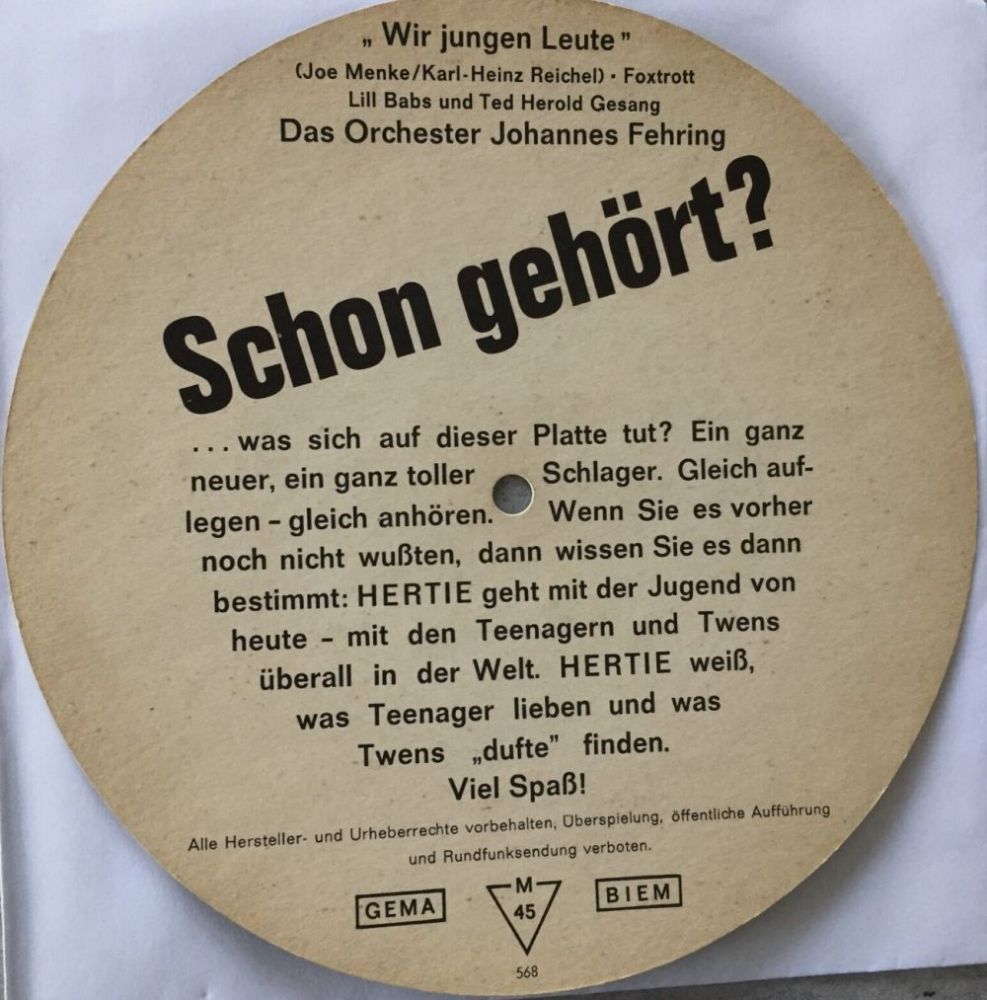 „Wir jungen Leute”
(Joe Menke/Karl-Heinz Reichel) · Foxtrott
Lill Babs und Ted Herold Gesang
Das Orchester Johannes Fehring
Schon gehört?
...was sich auf dieser Platte tut? Ein ganz
neuer, ein ganz toller Schlager. Gleich auf-
legen – gleich anhören. Wenn Sie es vorher
noch nicht wußten, dann wissen Sie es dann
bestimmt: HERTIE geht mit der Jugend von
heute – mit den Teenagern und Twens
überall in der Welt. HERTIE weiß,
was Teenager lieben und was
Twens „dufte” finden.
Viel Spaß!
Alle Hersteller- und Urheberrechte vorbehalten, Überspielung, öffentliche Aufführung
und Rundfunksendung verboten.
GEMA M 45 BIEM
568